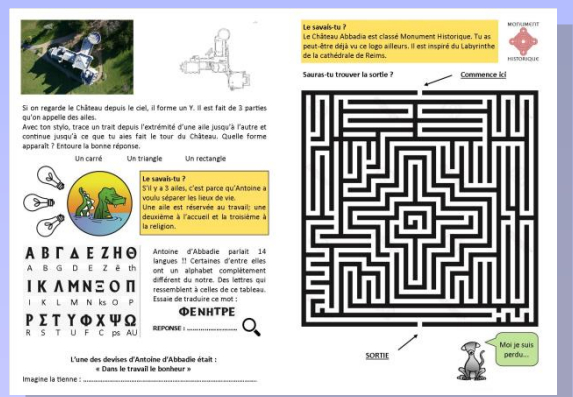 Si on regarde le Château depuis le ciel, il forme un Y. Il est fait de 3 parties
qu'on appelle des ailes.
Avec ton stylo, trace un trait depuis l'extrémité d'une aile jusqu'à l'autre et
continue jusqu'à ce que tu aies fait le tour du Château. Quelle forme
apparaît ? Entoure la bonne réponse.
Un carré Un triangle Un rectangle
Le savais-tu ?
S'il y a 3 ailes, c'est parce qu'Antoine a
voulu séparer les lieux de vie.
Une aile est réservée au travail; une
deuxième à l'accueil et la troisième à
la religion.
Α Β Γ Δ Ε Ζ Η Θ
A B G D E Z ê th
Ι Κ Λ Μ Ν Ξ Ο Π
I K L M N ks O P
Ρ Σ Τ Υ Φ Χ Ψ Ω
R S T U F C ps AU
Antoine d'Abbadie parlait 14
langues !! Certaines d'entre elles
ont un alphabet complètement
différent du notre. Des lettres qui
ressemblent à celles de ce tableau.
Essaie de traduire ce mot :
ΦΕΝΗΤΡΕ
REPONSE : ........................
L'une des devises d'Antoine d'Abbadie était :
« Dans le travail le bonheur »
Imagine la tienne : ........................................................................
Le savais-tu ?
Le Château Abbadia est classé Monument Historique. Tu as
peut-être déjà vu ce logo ailleurs. Il est inspiré du Labyrinthe
de la cathédrale de Reims.
MONUMENT
HISTORIQUE
Sauras-tu trouver la sortie ? Commence ici
SORTIE
Moi je suis
perdu...